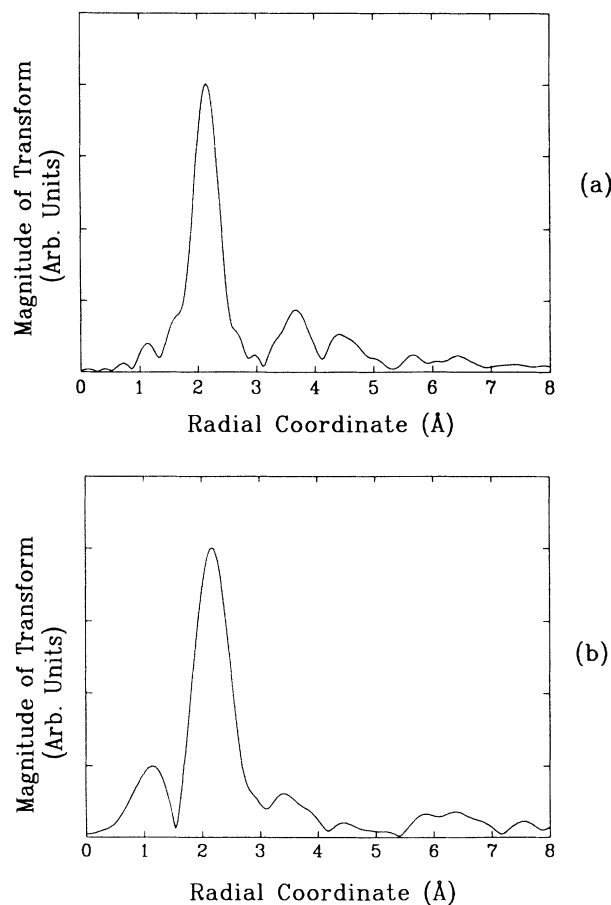 Magnitude of Transform
(Arb. Units)
(a)
0 1 2 3 4 5 6 7 8
Radial Coordinate (Å)
Magnitude of Transform
(Arb. Units)
(b)
0 1 2 3 4 5 6 7 8
Radial Coordinate (Å)